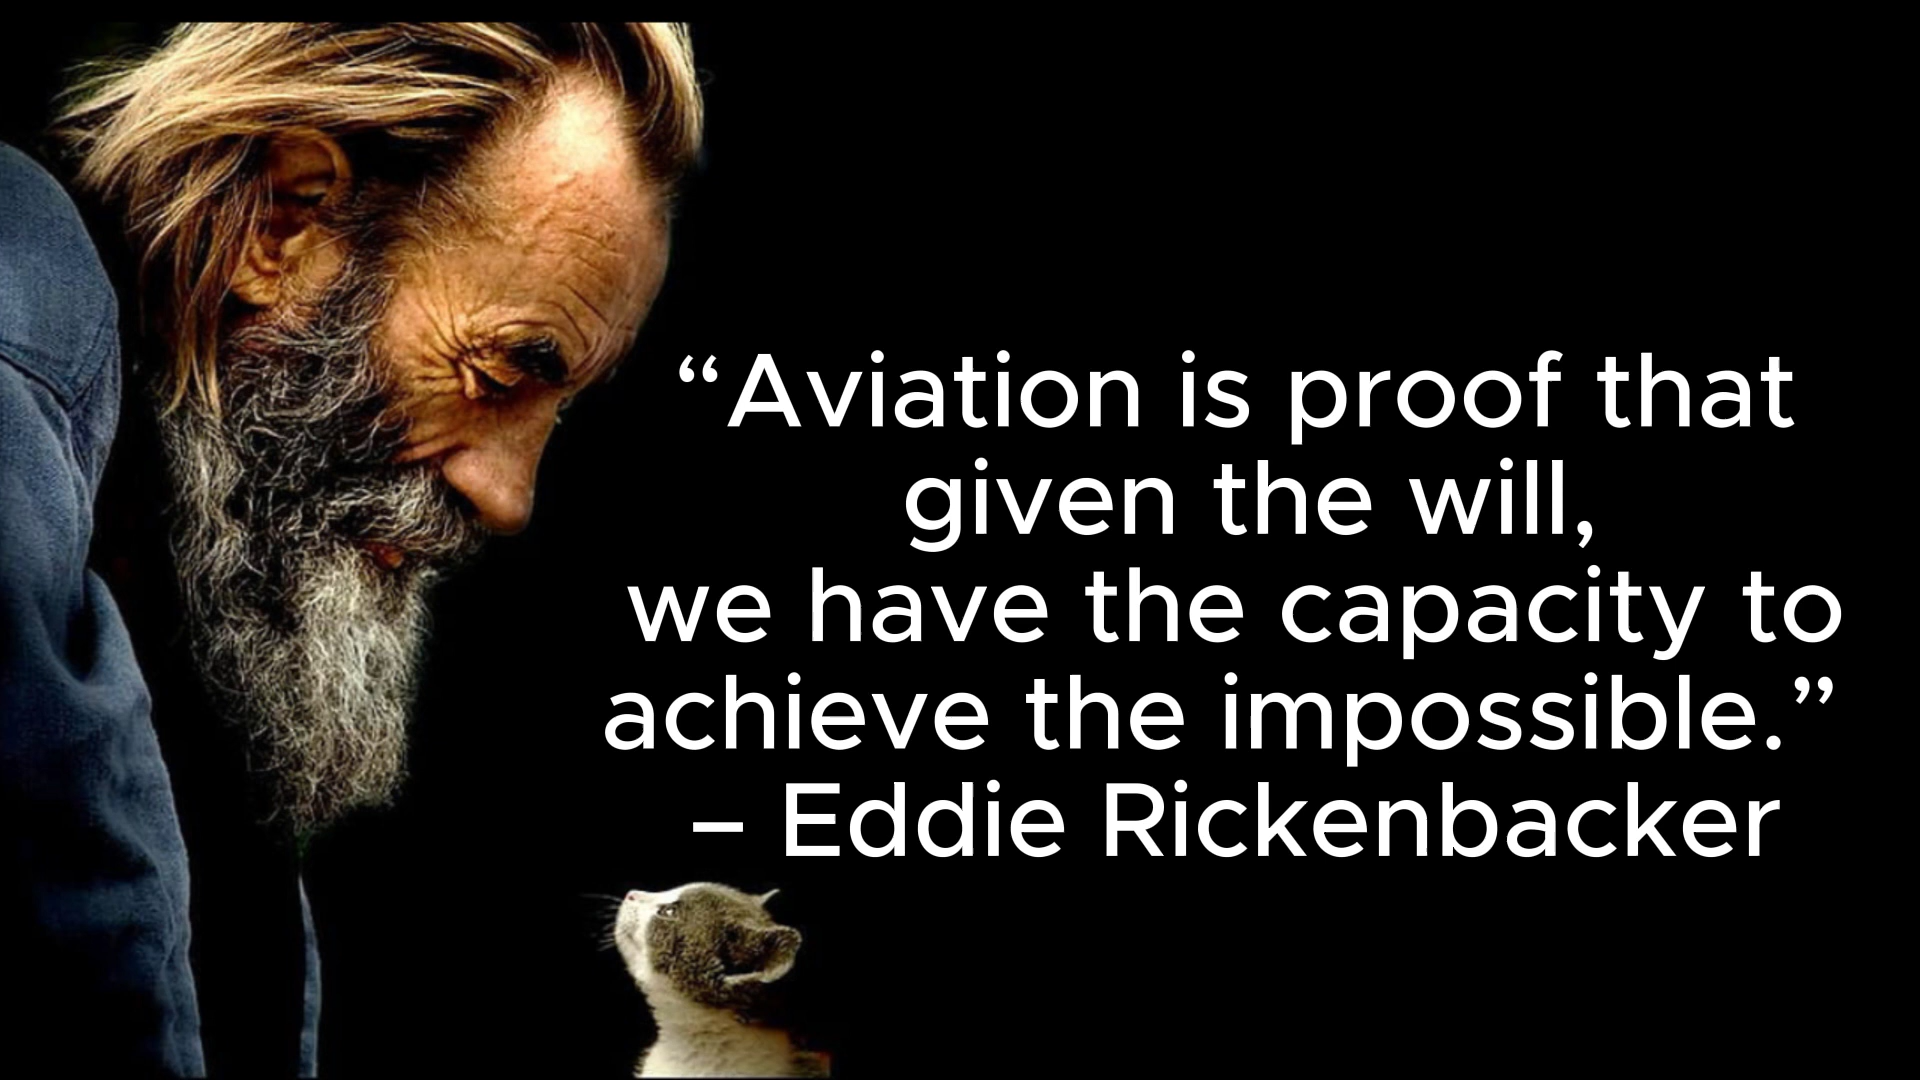 “Aviation is proof that
given the will,
we have the capacity to
achieve the impossible.”
– Eddie Rickenbacker